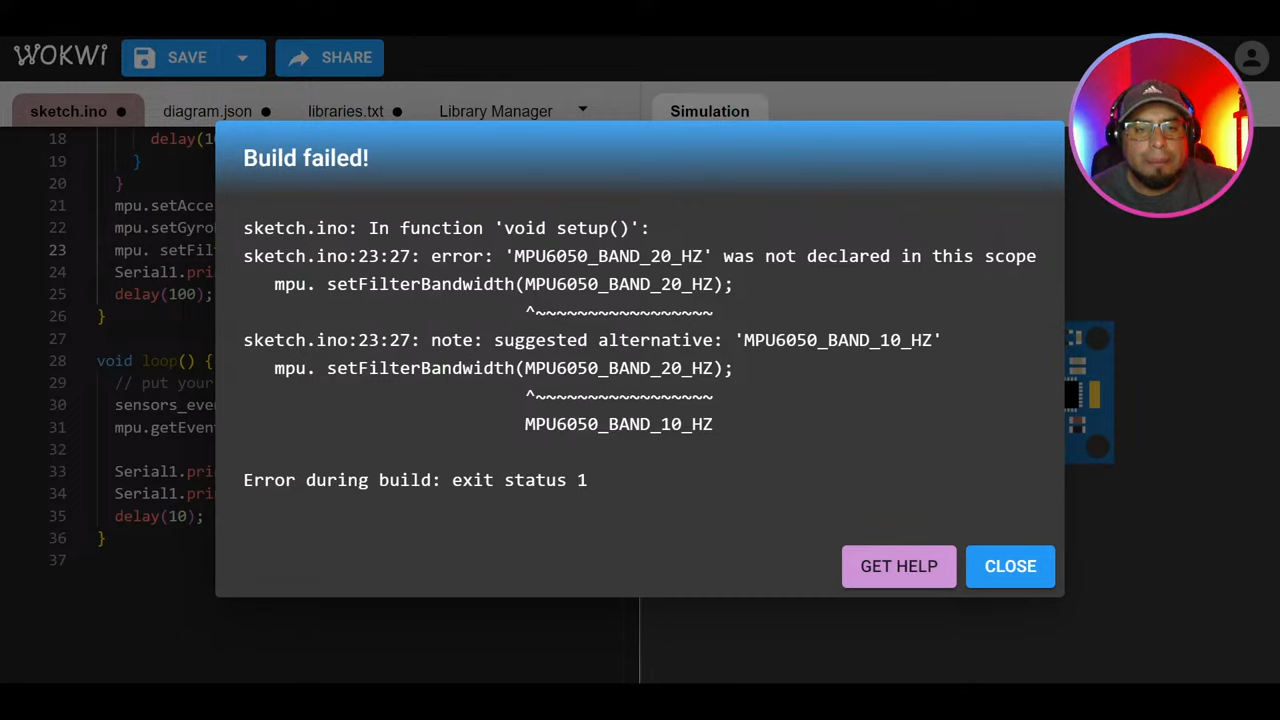 WOKWi
SAVE
SHARE
sketch.ino
diagram.json
libraries.txt
Library Manager
Simulation
18 delay(10
19 }
20 }
21 mpu.setAcce
22 mpu.setGyro
23 mpu. setFilt
24 Serial1.pri
25 delay(100);
26 }
27
28 void loop() {
29 // put your
30 sensors_eve
31 mpu.getEven
32
33 Serial1.pri
34 Serial1.pri
35 delay(10);
36 }
37
Build failed!
sketch.ino: In function 'void setup()':
sketch.ino:23:27: error: 'MPU6050_BAND_20_HZ' was not declared in this scope
mpu. setFilterBandwidth(MPU6050_BAND_20_HZ);
^~~~~~~~~~~~~~~~~~
sketch.ino:23:27: note: suggested alternative: 'MPU6050_BAND_10_HZ'
mpu. setFilterBandwidth(MPU6050_BAND_20_HZ);
^~~~~~~~~~~~~~~~~~
MPU6050_BAND_10_HZ
Error during build: exit status 1
GET HELP
CLOSE